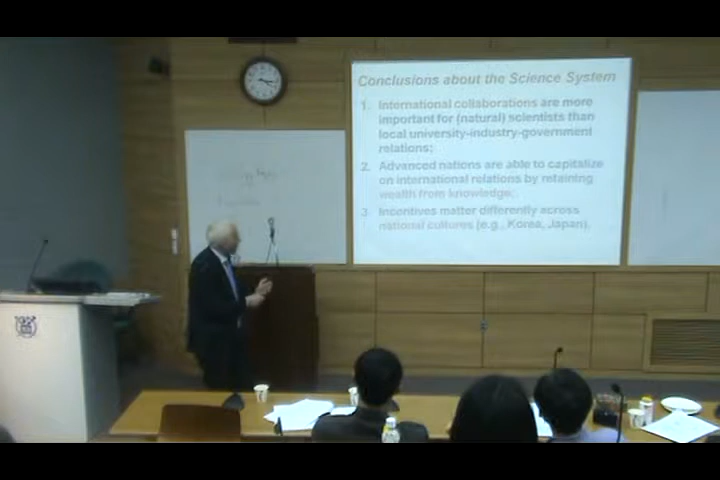 Conclusions about the Science System
1. International collaborations are more
important for (natural) scientists than
local university-industry-government
relations;
2. Advanced nations are able to capitalize
on international relations by retaining
wealth from knowledge;
3. Incentives matter differently across
national cultures (e.g., Korea, Japan).